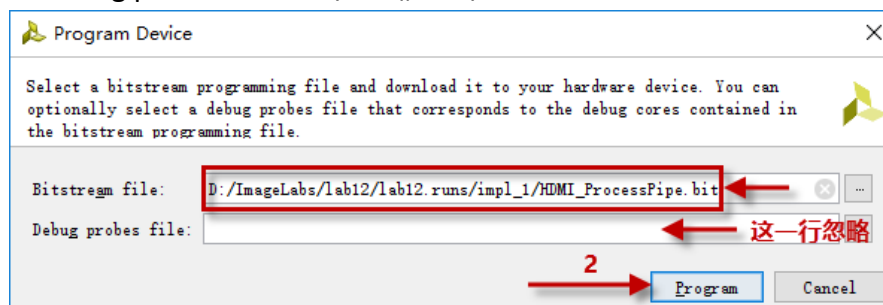 Program Device
Select a bitstream programming file and download it to your hardware device. You can
optionally select a debug probes file that corresponds to the debug cores contained in
the bitstream programming file.
Bitstream file: D:/ImageLabs/lab12/lab12.runs/impl_1/HDMI_ProcessPipe.bit ...
Debug probes file: 这一行忽略
2
Program Cancel